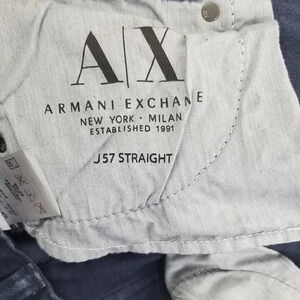 A|X
ARMANI EXCHANGE
NEW YORK · MILAN
ESTABLISHED 1991
J57 STRAIGHT